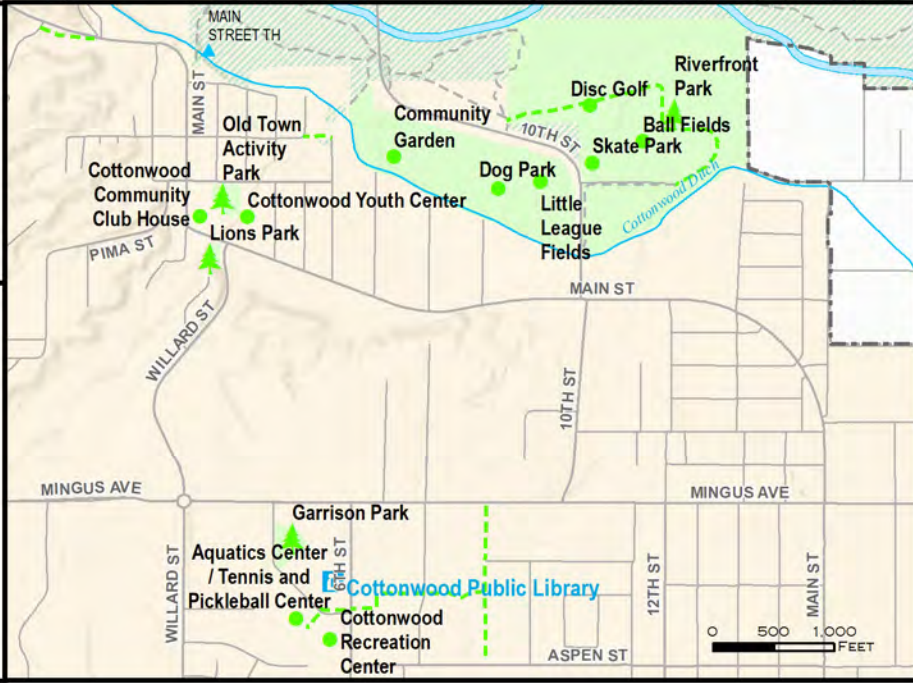 MAIN
STREET TH
MAIN ST
Old Town
Activity
Park
Cottonwood
Community
Club House
Cottonwood Youth Center
Lions Park
PIMA ST
WILLARD ST
Community
Garden
10TH ST
Disc Golf
Riverfront
Park
Ball Fields
Skate Park
Dog Park
Little
League
Fields
Cottonwood Ditch
MAIN ST
10TH ST
MINGUS AVE
MINGUS AVE
Garrison Park
Aquatics Center
/ Tennis and
Pickleball Center
6TH ST
Cottonwood Public Library
Cottonwood
Recreation
Center
WILLARD ST
12TH ST
MAIN ST
ASPEN ST
0 500 1,000
FEET